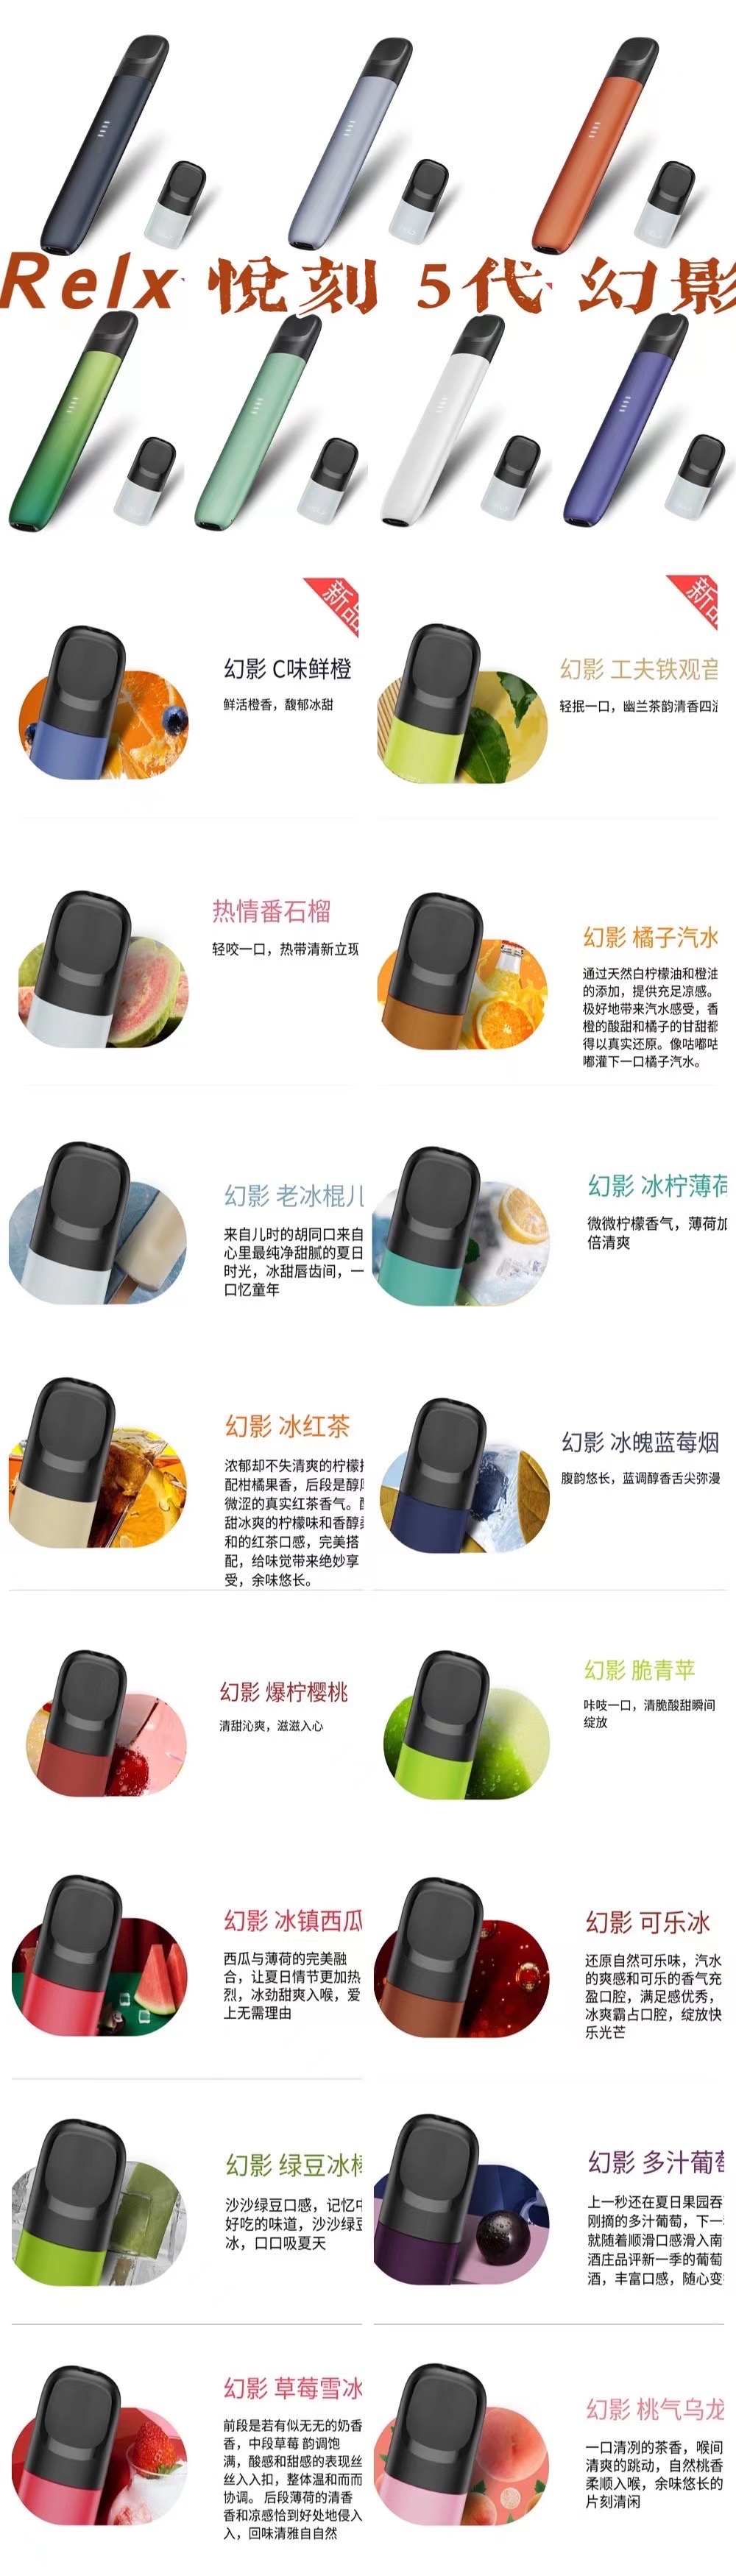 Relx 悦刻 5代 幻影
新品
幻影 C味鲜橙
鲜活橙香，馥郁冰甜
新品
幻影 工夫铁观音
轻抿一口，幽兰茶韵清香四溢
热情番石榴
轻咬一口，热带清新立现
幻影 橘子汽水
通过天然白柠檬油和橙油
的添加，提供充足凉感。
极好地带来汽水感受，香
橙的酸甜和橘子的甘甜都
得以真实还原。像咕嘟咕
嘟灌下一口橘子汽水。
幻影 老冰棍儿
来自儿时的胡同口来自
心里最纯净甜腻的夏日
时光，冰甜唇齿间，一
口忆童年
幻影 冰柠薄荷
微微柠檬香气，薄荷加
倍清爽
幻影 冰红茶
浓郁却不失清爽的柠檬搭
配柑橘果香，后段是醇厚
微涩的真实红茶香气。酸
甜冰爽的柠檬味和香醇柔
和的红茶口感，完美搭
配，给味觉带来绝妙享
受，余味悠长。
幻影 冰魄蓝莓烟
馥韵悠长，蓝调醇香舌尖弥漫
幻影 爆柠樱桃
清甜沁爽，滋滋入心
幻影 脆青苹
咔吱一口，清脆酸甜瞬间
绽放
幻影 冰镇西瓜
西瓜与薄荷的完美融
合，让夏日情节更加热
烈，冰劲甜爽入喉，爱
上无需理由
幻影 可乐冰
还原自然可乐味，汽水
的爽感和可乐的香气充
盈口腔，满足感优秀，
冰爽霸占口腔，绽放快
乐光芒
幻影 绿豆冰棒
沙沙绿豆口感，记忆中
好吃的味道，沙沙绿豆
冰，口口吸夏天
幻影 多汁葡萄
上一秒还在夏日果园吞
刚摘的多汁葡萄，下一
就随着顺滑口感滑入南
酒庄品评新一季的葡萄
酒，丰富口感，随心变
幻影 草莓雪冰
前段是若有似无无的奶香
香，中段草莓 韵调饱
满，酸感和甜感的表现丝
丝入入扣，整体温和而而
协调。 后段薄荷的清香
香和凉感恰到好处地侵入
入，回味清雅自自然
幻影 桃气乌龙
一口清冽的茶香，喉间
清爽的跳动，自然桃香
柔顺入喉，余味悠长的
片刻清闲